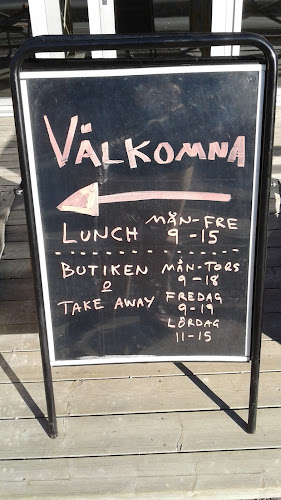 VÄLKOMNA
LUNCH MÅN-FRE
9-15
BUTIKEN MÅN-TORS
O 9-18
TAKE AWAY FREDAG
9-19
LÖRDAG
11-15